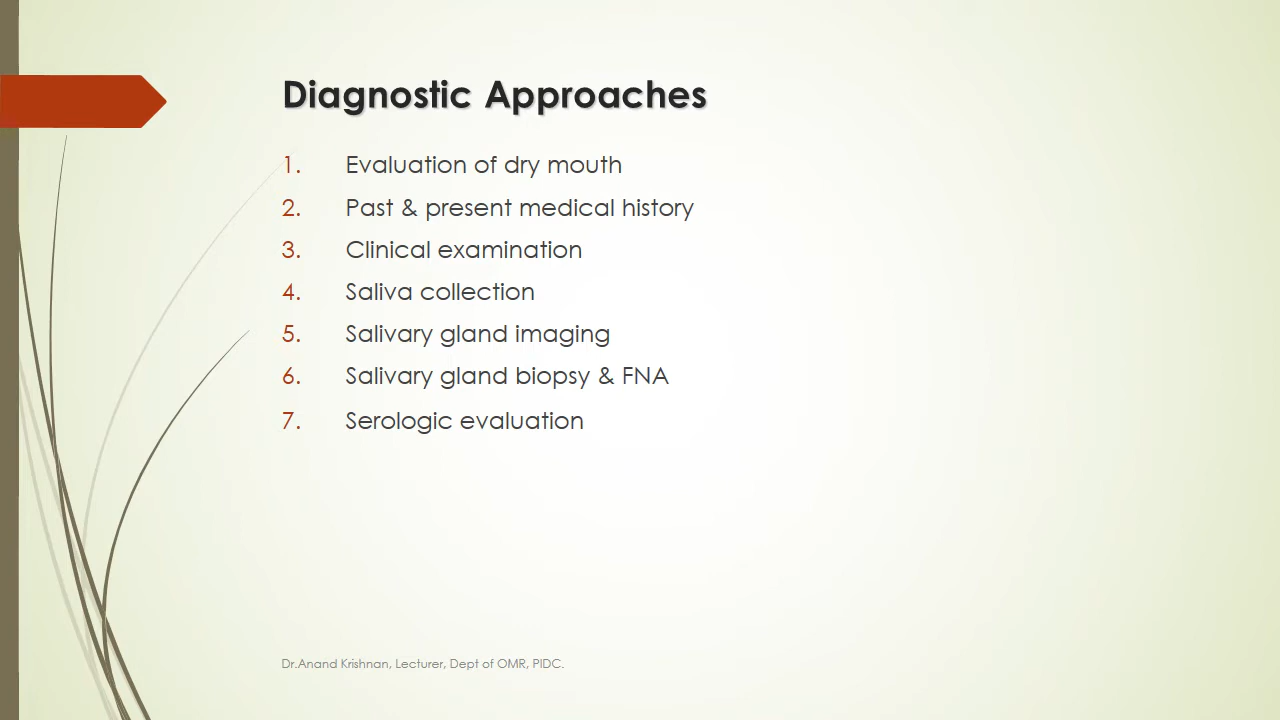 Diagnostic Approaches
1. Evaluation of dry mouth
2. Past & present medical history
3. Clinical examination
4. Saliva collection
5. Salivary gland imaging
6. Salivary gland biopsy & FNA
7. Serologic evaluation
Dr.Anand Krishnan, Lecturer, Dept of OMR, PIDC.